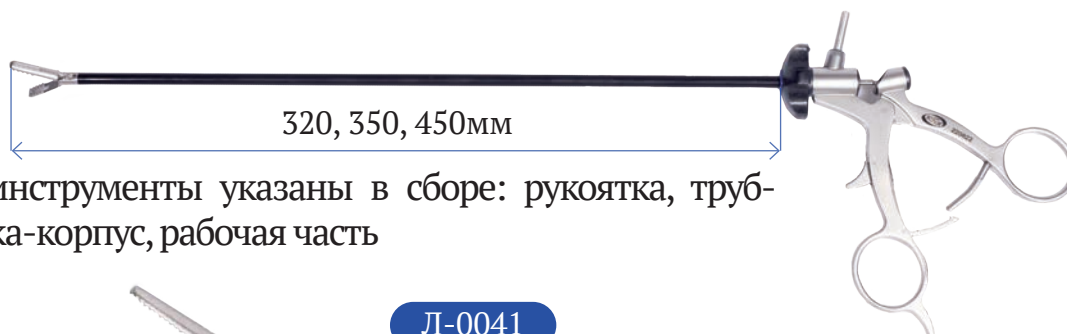 320, 350, 450мм
инструменты указаны в сборе: рукоятка, труб-
ка-корпус, рабочая часть
Л-0041